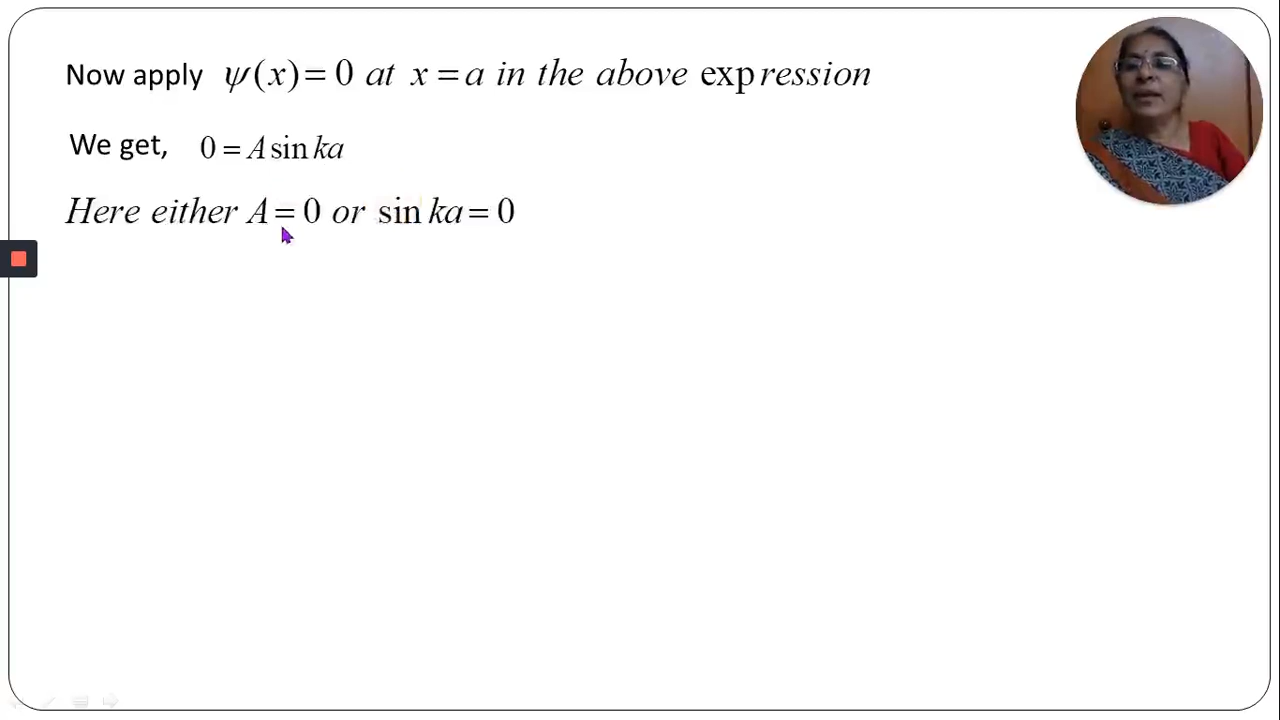 Now apply ψ(x) = 0 at x = a in the above expression
We get, 0 = A sin ka
Here either A = 0 or sin ka = 0